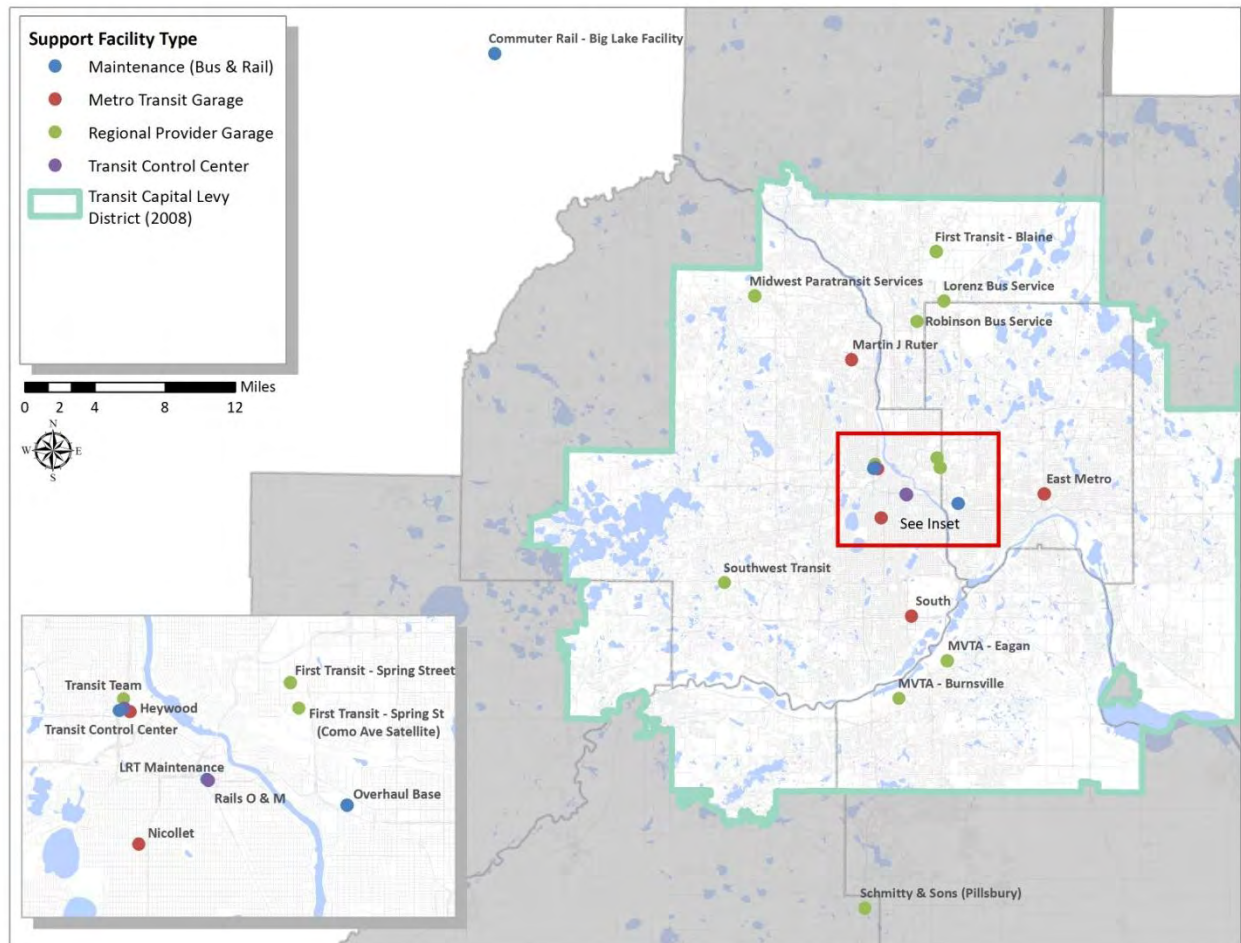 Support Facility Type
Maintenance (Bus & Rail)
Metro Transit Garage
Regional Provider Garage
Transit Control Center
Transit Capital Levy
District (2008)
Miles
0 2 4 8 12
N
W E
S
Commuter Rail - Big Lake Facility
First Transit - Blaine
Midwest Paratransit Services
Lorenz Bus Service
Robinson Bus Service
Martin J Ruter
East Metro
See Inset
Southwest Transit
South
MVTA - Eagan
MVTA - Burnsville
Schmitty & Sons (Pillsbury)
First Transit - Spring Street
Transit Team
Heywood
First Transit - Spring St
(Como Ave Satellite)
Transit Control Center
LRT Maintenance
Rails O & M
Overhaul Base
Nicollet